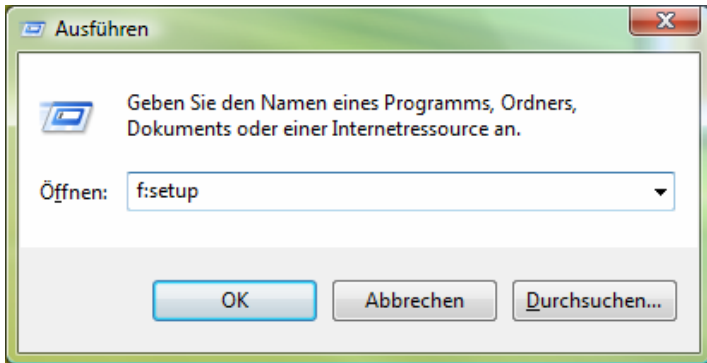 Ausführen
Geben Sie den Namen eines Programms, Ordners,
Dokuments oder einer Internetressource an.
Öffnen: f:setup
OK Abbrechen Durchsuchen...